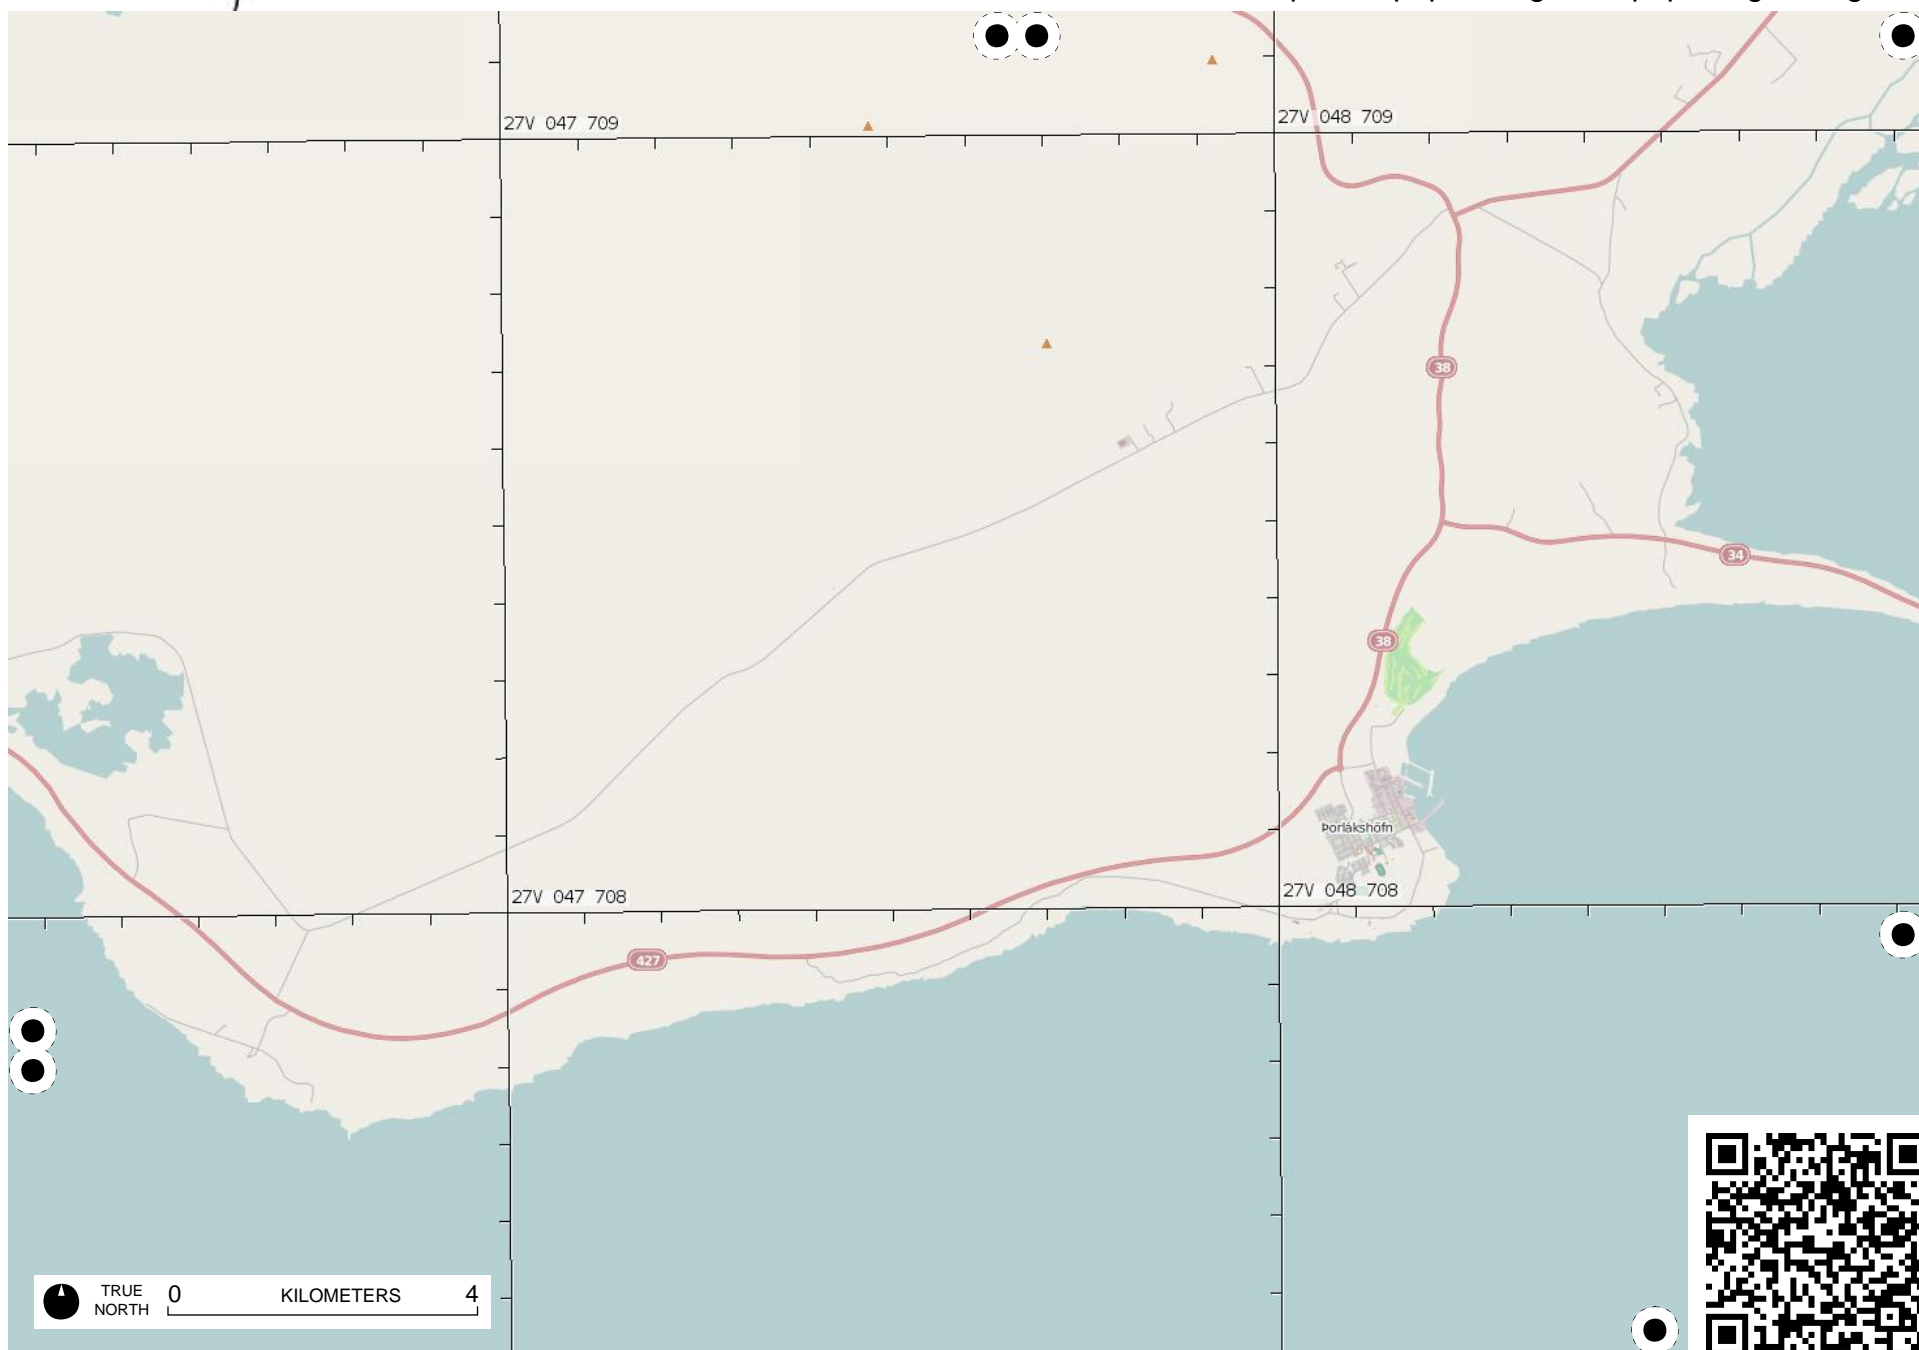 27V 047 709
27V 048 709
38
34
38
Þorlákshöfn
27V 047 708
27V 048 708
427
TRUE NORTH
0 KILOMETERS 4